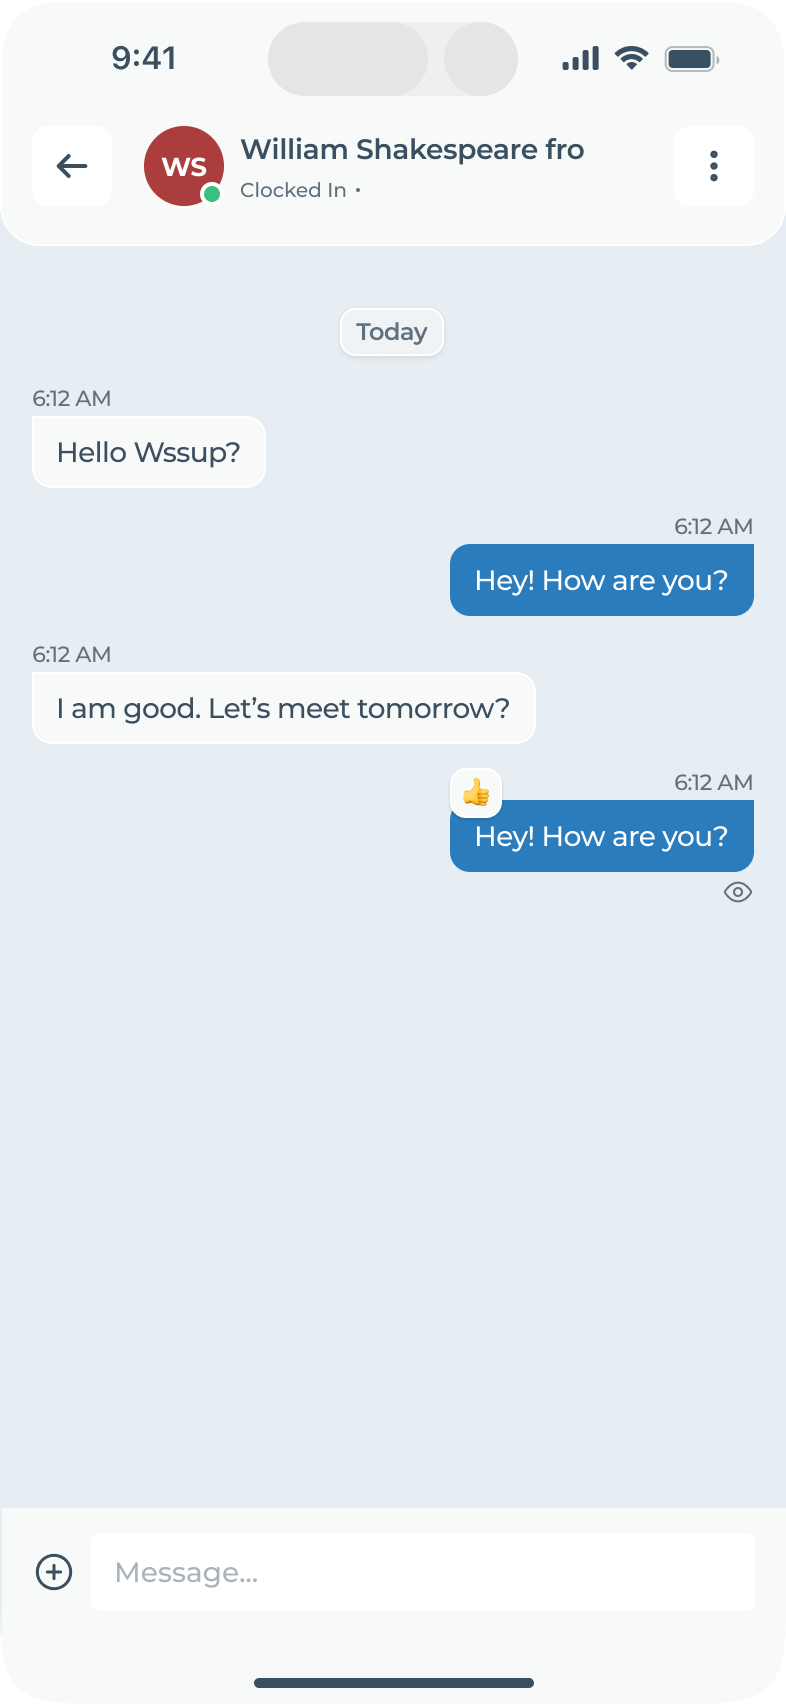 9:41
WS
William Shakespeare fro
Clocked In •
Today
6:12 AM
Hello Wssup?
6:12 AM
Hey! How are you?
6:12 AM
I am good. Let’s meet tomorrow?
6:12 AM
👍
Hey! How are you?
Message...